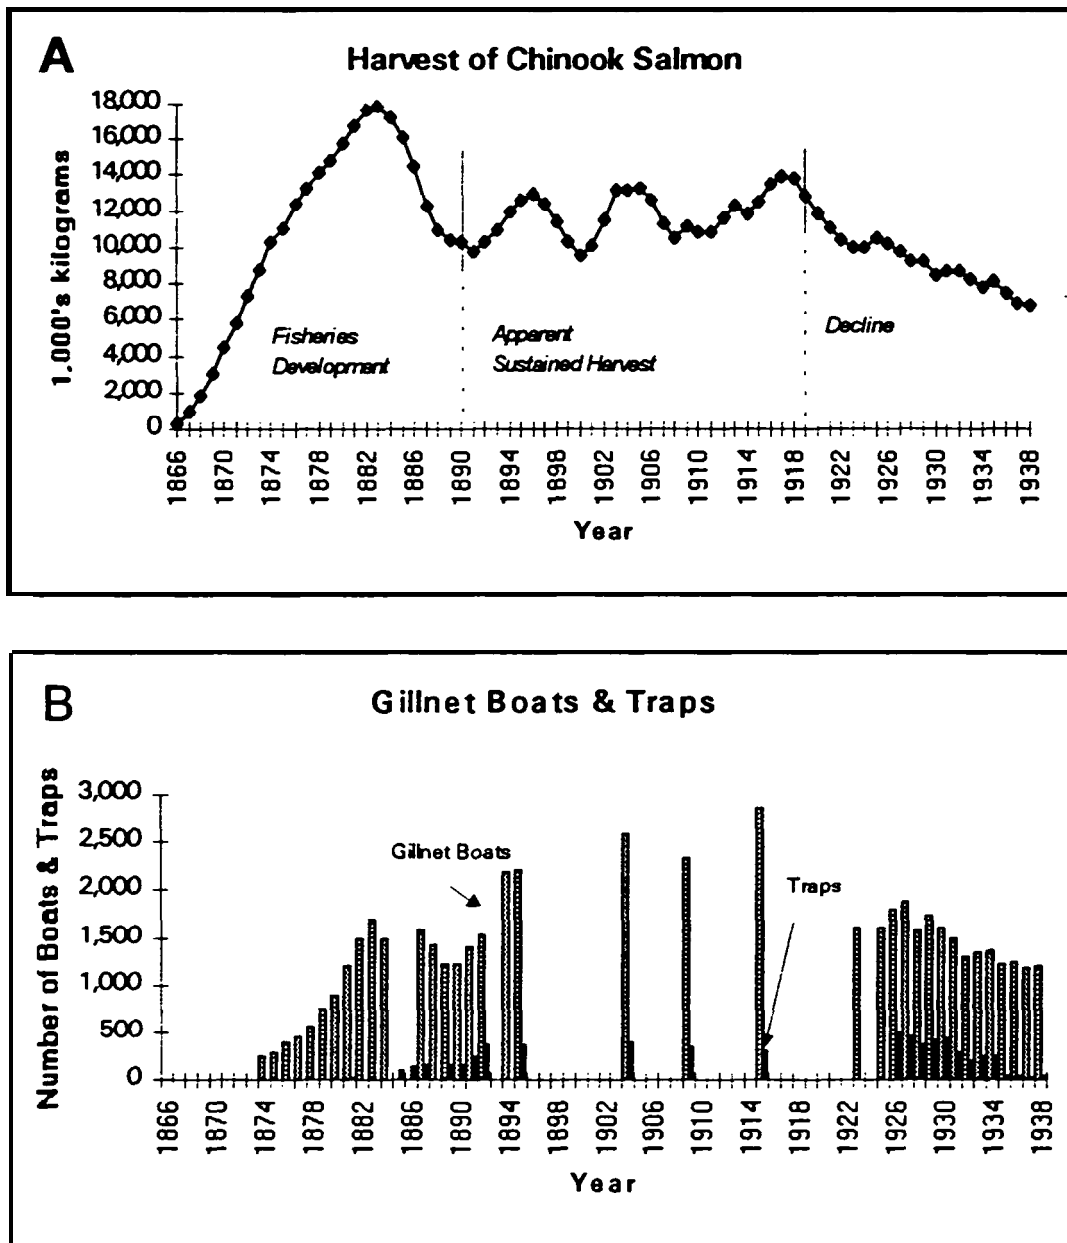 A
Harvest of Chinook Salmon
18,000
16,000
14,000
12,000
10,000
8,000
6,000
4,000
2,000
0
1,000's kilograms
Fisheries
Development
Apparent
Sustained Harvest
Decline
1866 1870 1874 1878 1882 1886 1890 1894 1898 1902 1906 1910 1914 1918 1922 1926 1930 1934 1938
Year
B
Gillnet Boats & Traps
3,000
2,500
2,000
1,500
1,000
500
0
Number of Boats & Traps
Gillnet Boats
Traps
1866 1870 1874 1878 1882 1886 1890 1894 1898 1902 1906 1910 1914 1918 1922 1926 1930 1934 1938
Year